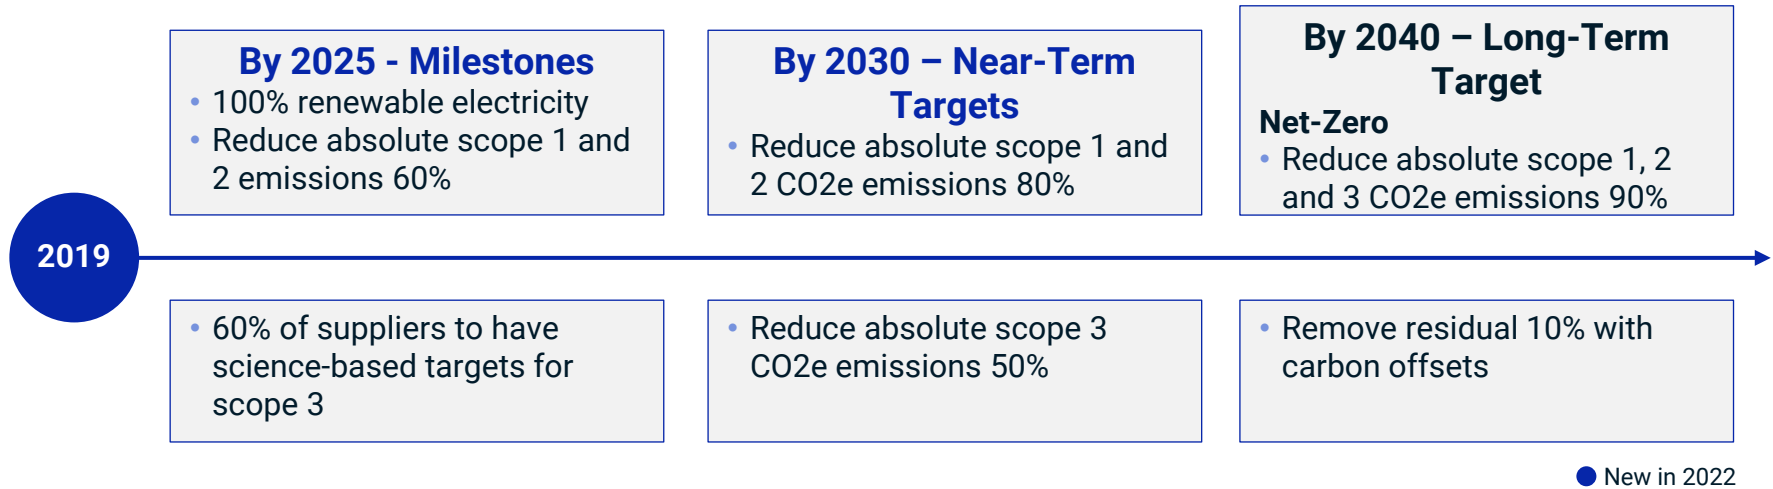 By 2025 - Milestones
• 100% renewable electricity
• Reduce absolute scope 1 and
2 emissions 60%
By 2030 – Near-Term
Targets
• Reduce absolute scope 1 and
2 CO2e emissions 80%
By 2040 – Long-Term
Target
Net-Zero
• Reduce absolute scope 1, 2
and 3 CO2e emissions 90%
2019
• 60% of suppliers to have
science-based targets for
scope 3
• Reduce absolute scope 3
CO2e emissions 50%
• Remove residual 10% with
carbon offsets
New in 2022